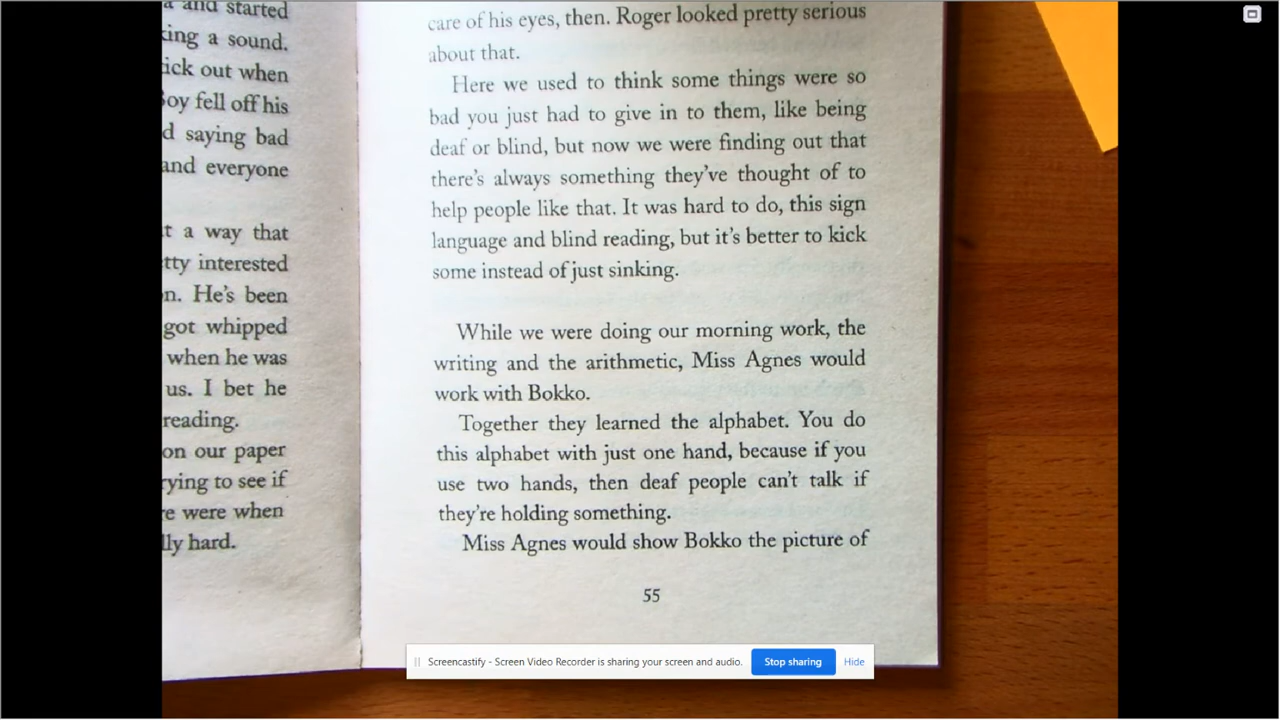 a and started
king a sound.
ick out when
Boy fell off his
d saying bad
and everyone
t a way that
tty interested
n. He's been
got whipped
when he was
us. I bet he
reading.
on our paper
rying to see if
re were when
lly hard.
care of his eyes, then. Roger looked pretty serious
about that.
Here we used to think some things were so
bad you just had to give in to them, like being
deaf or blind, but now we were finding out that
there's always something they've thought of to
help people like that. It was hard to do, this sign
language and blind reading, but it's better to kick
some instead of just sinking.
While we were doing our morning work, the
writing and the arithmetic, Miss Agnes would
work with Bokko.
Together they learned the alphabet. You do
this alphabet with just one hand, because if you
use two hands, then deaf people can't talk if
they're holding something.
Miss Agnes would show Bokko the picture of
55
Screencastify - Screen Video Recorder is sharing your screen and audio.
Stop sharing
Hide